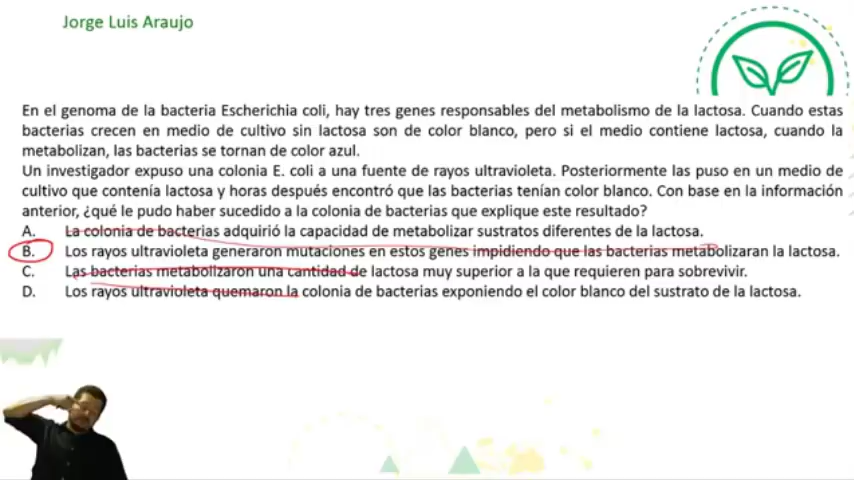 Jorge Luis Araujo
En el genoma de la bacteria Escherichia coli, hay tres genes responsables del metabolismo de la lactosa. Cuando estas
bacterias crecen en medio de cultivo sin lactosa son de color blanco, pero si el medio contiene lactosa, cuando la
metabolizan, las bacterias se tornan de color azul.
Un investigador expuso una colonia E. coli a una fuente de rayos ultravioleta. Posteriormente las puso en un medio de
cultivo que contenía lactosa y horas después encontró que las bacterias tenían color blanco. Con base en la información
anterior, ¿qué le pudo haber sucedido a la colonia de bacterias que explique este resultado?
A. La colonia de bacterias adquirió la capacidad de metabolizar sustratos diferentes de la lactosa.
B. Los rayos ultravioleta generaron mutaciones en estos genes impidiendo que las bacterias metabolizaran la lactosa.
C. Las bacterias metabolizaron una cantidad de lactosa muy superior a la que requieren para sobrevivir.
D. Los rayos ultravioleta quemaron la colonia de bacterias exponiendo el color blanco del sustrato de la lactosa.